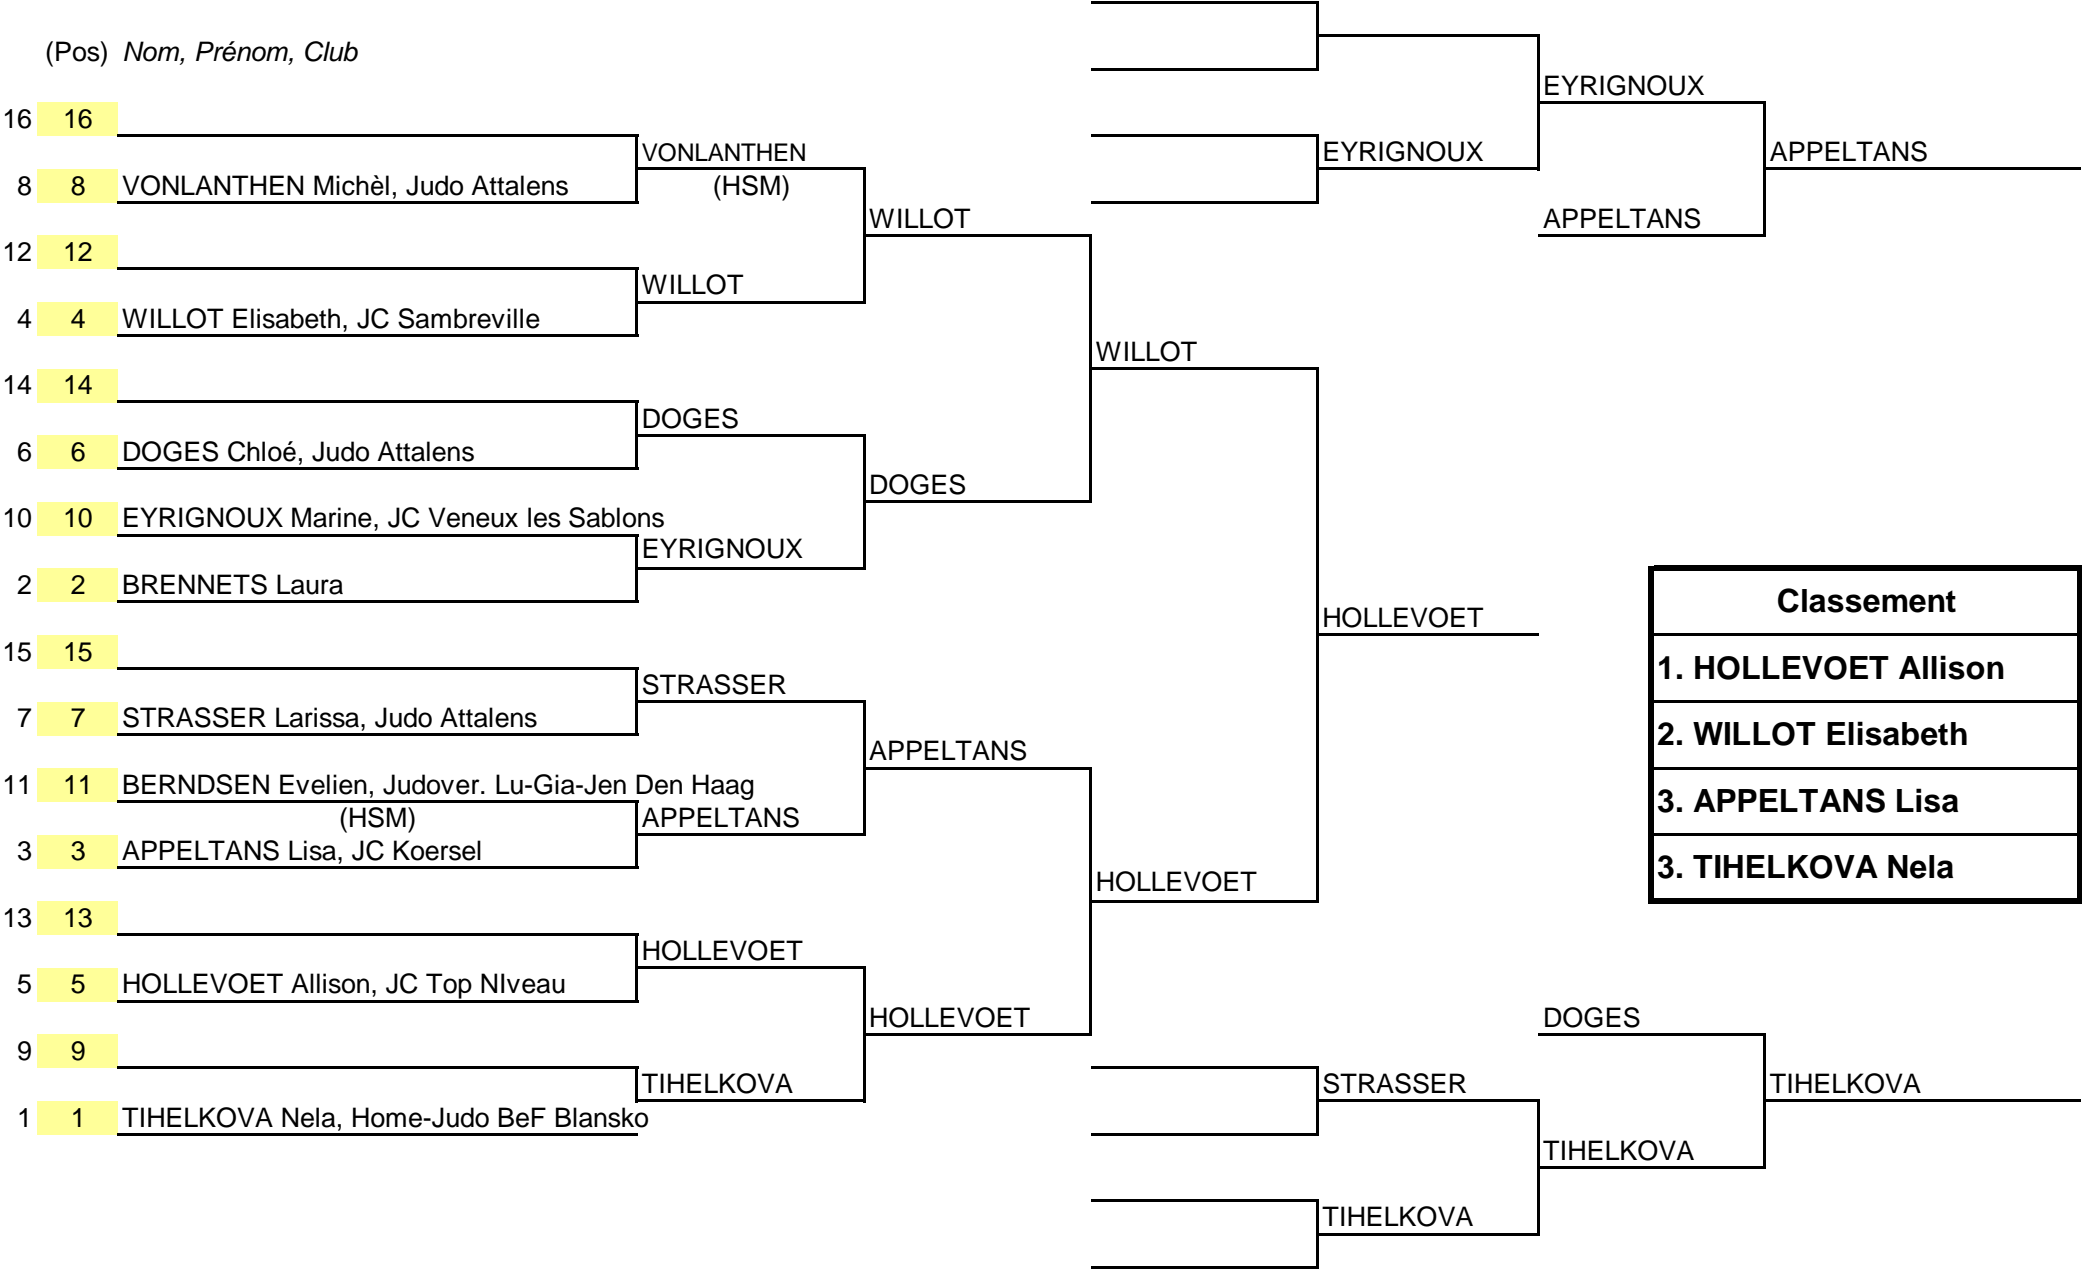 (Pos) Nom, Prénom, Club
16 16
8 8 VONLANTHEN Michèl, Judo Attalens
12 12
4 4 WILLOT Elisabeth, JC Sambreville
14 14
6 6 DOGES Chloé, Judo Attalens
10 10 EYRIGNOUX Marine, JC Veneux les Sablons
2 2 BRENNETS Laura
15 15
7 7 STRASSER Larissa, Judo Attalens
11 11 BERNDSEN Evelien, Judover. Lu-Gia-Jen Den Haag
(HSM)
3 3 APPELTANS Lisa, JC Koersel
13 13
5 5 HOLLEVOET Allison, JC Top NIveau
9 9
1 1 TIHELKOVA Nela, Home-Judo BeF Blansko
VONLANTHEN
(HSM)
WILLOT
DOGES
EYRIGNOUX
STRASSER
APPELTANS
HOLLEVOET
TIHELKOVA
WILLOT
DOGES
APPELTANS
HOLLEVOET
WILLOT
HOLLEVOET
HOLLEVOET
EYRIGNOUX
EYRIGNOUX
APPELTANS
APPELTANS
Classement
1. HOLLEVOET Allison
2. WILLOT Elisabeth
3. APPELTANS Lisa
3. TIHELKOVA Nela
STRASSER
TIHELKOVA
DOGES
TIHELKOVA
TIHELKOVA